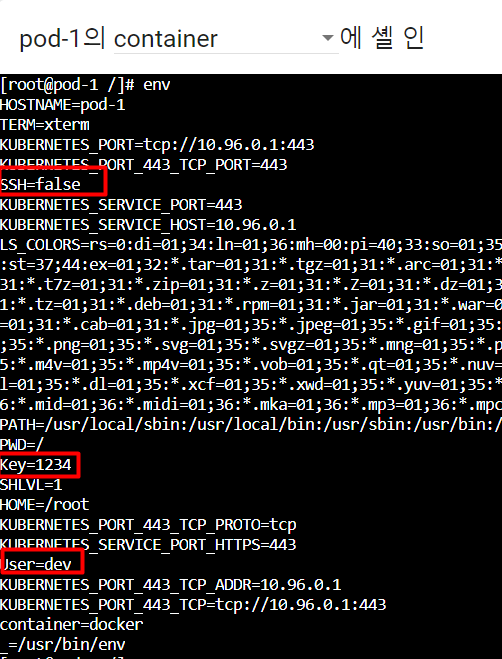 pod-1의 container 에 셸 인
[root@pod-1 /]# env
HOSTNAME=pod-1
TERM=xterm
KUBERNETES_PORT=tcp://10.96.0.1:443
KUBERNETES_PORT_443_TCP_PORT=443
SSH=false
KUBERNETES_SERVICE_PORT=443
KUBERNETES_SERVICE_HOST=10.96.0.1
LS_COLORS=rs=0:di=01;34:ln=01;36:mh=00:pi=40;33:so=01;35
:st=37;44:ex=01;32:*.tar=01;31:*.tgz=01;31:*.arc=01;31:*
31:*.t7z=01;31:*.zip=01;31:*.z=01;31:*.Z=01;31:*.dz=01;3
1:*.tz=01;31:*.deb=01;31:*.rpm=01;31:*.jar=01;31:*.war=0
=01;31:*.cab=01;31:*.jpg=01;35:*.jpeg=01;35:*.gif=01;35:
;35:*.png=01;35:*.svg=01;35:*.svgz=01;35:*.mng=01;35:*.p
5:*.m4v=01;35:*.mp4v=01;35:*.vob=01;35:*.qt=01;35:*.nuv=
l=01;35:*.dl=01;35:*.xcf=01;35:*.xwd=01;35:*.yuv=01;35:*
6:*.mid=01;36:*.midi=01;36:*.mka=01;36:*.mp3=01;36:*.mpc
PATH=/usr/local/sbin:/usr/local/bin:/usr/sbin:/usr/bin:/
PWD=/
Key=1234
SHLVL=1
HOME=/root
KUBERNETES_PORT_443_TCP_PROTO=tcp
KUBERNETES_SERVICE_PORT_HTTPS=443
User=dev
KUBERNETES_PORT_443_TCP_ADDR=10.96.0.1
KUBERNETES_PORT_443_TCP=tcp://10.96.0.1:443
container=docker
_=/usr/bin/env